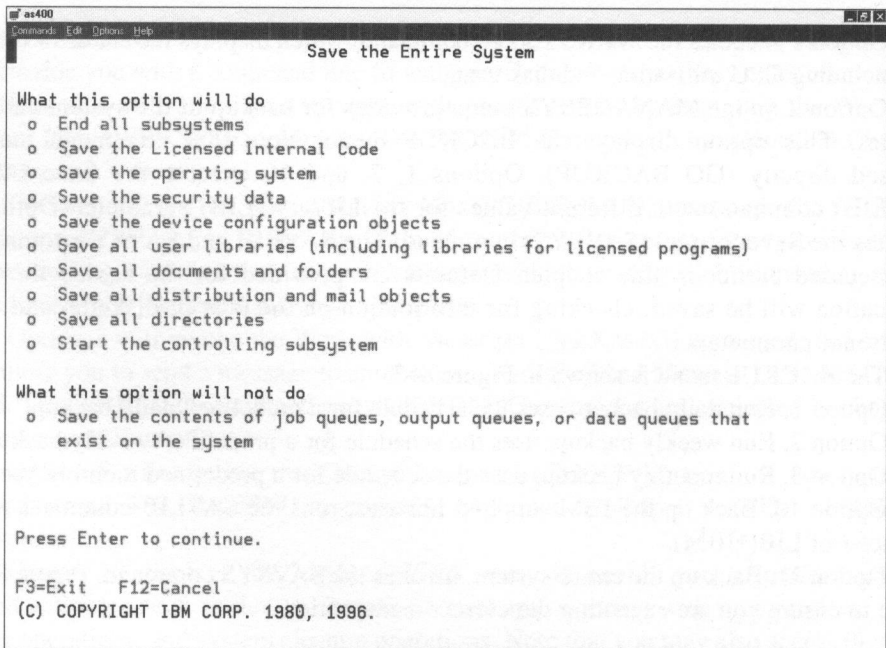 as400
Commands Edit Options Help
Save the Entire System
What this option will do
o End all subsystems
o Save the Licensed Internal Code
o Save the operating system
o Save the security data
o Save the device configuration objects
o Save all user libraries (including libraries for licensed programs)
o Save all documents and folders
o Save all distribution and mail objects
o Save all directories
o Start the controlling subsystem
What this option will not do
o Save the contents of job queues, output queues, or data queues that
exist on the system
Press Enter to continue.
F3=Exit F12=Cancel
(C) COPYRIGHT IBM CORP. 1980, 1996.